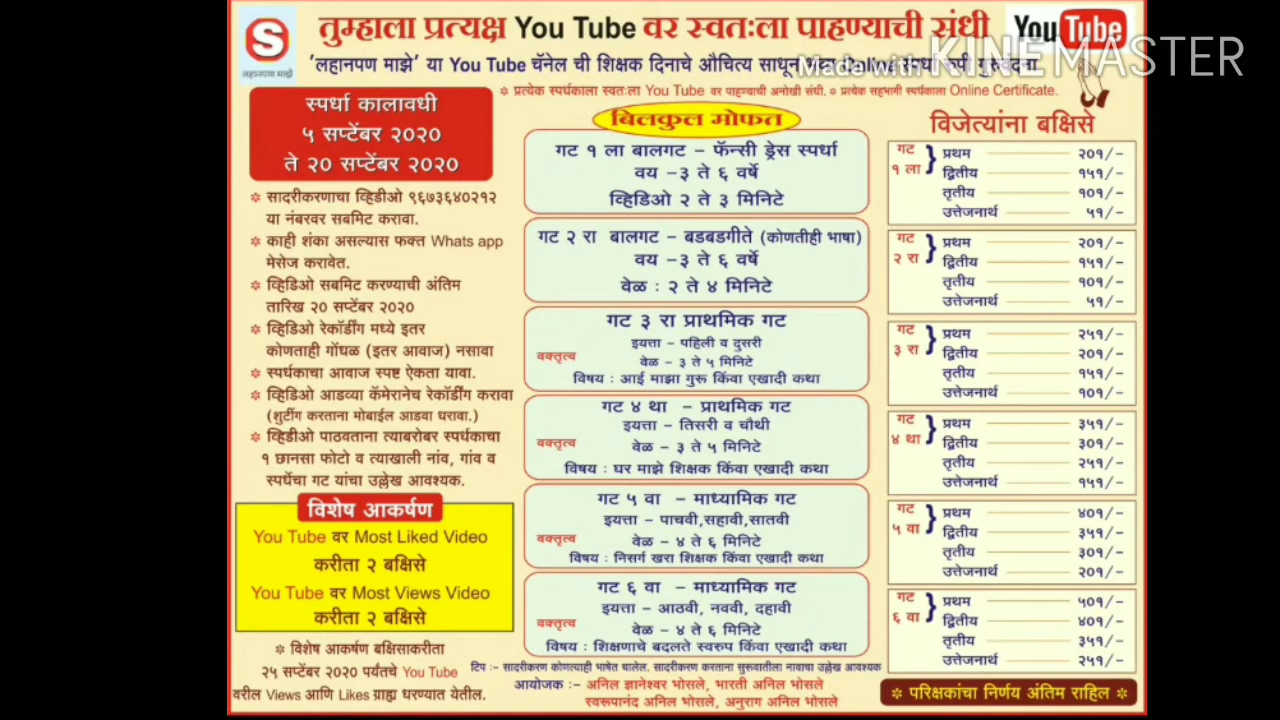 तुम्हाला प्रत्यक्ष You Tube वर स्वतःला पाहण्याची संधी
You Tube
S
लहानपण माझे
'लहानपण माझे' या You Tube चॅनेल ची शिक्षक दिनाचे औचित्य साधून गुरुवंदना
Made with KINEMASTER
* प्रत्येक स्पर्धकाला स्वतःला You Tube वर पाहण्याची अनोखी संधी. * प्रत्येक सहभागी स्पर्धकाला Online Certificate.
स्पर्धा कालावधी
५ सप्टेंबर २०२०
ते २० सप्टेंबर २०२०
* सादरीकरणाचा व्हिडीओ ९६७३६४०२१२
या नंबरवर सबमिट करावा.
* काही शंका असल्यास फक्त Whats app
मेसेज करावेत.
* व्हिडिओ सबमिट करण्याची अंतिम
तारिख २० सप्टेंबर २०२०
* व्हिडिओ रेकॉर्डींग मध्ये इतर
कोणताही गोंधळ (इतर आवाज) नसावा
* स्पर्धकाचा आवाज स्पष्ट ऐकता यावा.
* व्हिडिओ आडव्या कॅमेरानेच रेकॉर्डींग करावा
(शुटींग करताना मोबाईल आडवा धरावा.)
* व्हिडीओ पाठवताना त्याबरोबर स्पर्धकाचा
१ छानसा फोटो व त्याखाली नांव, गांव व
स्पर्धेचा गट यांचा उल्लेख आवश्यक.
विशेष आकर्षण
You Tube वर Most Liked Video
करीता २ बक्षिसे
You Tube वर Most Views Video
करीता २ बक्षिसे
* विशेष आकर्षण बक्षिसाकरीता
२५ सप्टेंबर २०२० पर्यंतचे You Tube
वरील Views आणि Likes ग्राह्य धरण्यात येतील.
बिलकुल मोफत
गट १ ला बालगट – फॅन्सी ड्रेस स्पर्धा
वय –३ ते ६ वर्षे
व्हिडिओ २ ते ३ मिनिटे
गट २ रा बालगट – बडबडगीते (कोणतीही भाषा)
वय –३ ते ६ वर्षे
वेळ : २ ते ४ मिनिटे
गट ३ रा प्राथमिक गट
इयत्ता – पहिली व दुसरी
वक्तृत्व वेळ – ३ ते ५ मिनिटे
विषय : आई माझा गुरू किंवा एखादी कथा
गट ४ था – प्राथमिक गट
इयत्ता – तिसरी व चौथी
वक्तृत्व वेळ – ३ ते ५ मिनिटे
विषय : घर माझे शिक्षक किंवा एखादी कथा
गट ५ वा – माध्यामिक गट
इयत्ता – पाचवी,सहावी,सातवी
वक्तृत्व वेळ – ४ ते ६ मिनिटे
विषय : निसर्ग खरा शिक्षक किंवा एखादी कथा
गट ६ वा – माध्यामिक गट
इयत्ता – आठवी, नववी, दहावी
वक्तृत्व वेळ – ४ ते ६ मिनिटे
विषय : शिक्षणाचे बदलते स्वरुप किंवा एखादी कथा
टिप :- सादरीकरण कोणत्याही भाषेत चालेल. सादरीकरण करताना सुरूवातीला नावाचा उल्लेख आवश्यक
आयोजक :- अनिल ज्ञानेश्वर भोसले, भारती अनिल भोसले
स्वरूपानंद अनिल भोसले, अनुराग अनिल भोसले
विजेत्यांना बक्षिसे
गट १ ला
प्रथम २०१/-
द्वितीय १५१/-
तृतीय १०१/-
उत्तेजनार्थ ५१/-
गट २ रा
प्रथम २०१/-
द्वितीय १५१/-
तृतीय १०१/-
उत्तेजनार्थ ५१/-
गट ३ रा
प्रथम २५१/-
द्वितीय २०१/-
तृतीय १५१/-
उत्तेजनार्थ १०१/-
गट ४ था
प्रथम ३५१/-
द्वितीय ३०१/-
तृतीय २५१/-
उत्तेजनार्थ १५१/-
गट ५ वा
प्रथम ४०१/-
द्वितीय ३५१/-
तृतीय ३०१/-
उत्तेजनार्थ २०१/-
गट ६ वा
प्रथम ५०१/-
द्वितीय ४०१/-
तृतीय ३५१/-
उत्तेजनार्थ २५१/-
* परिक्षकांचा निर्णय अंतिम राहिल *